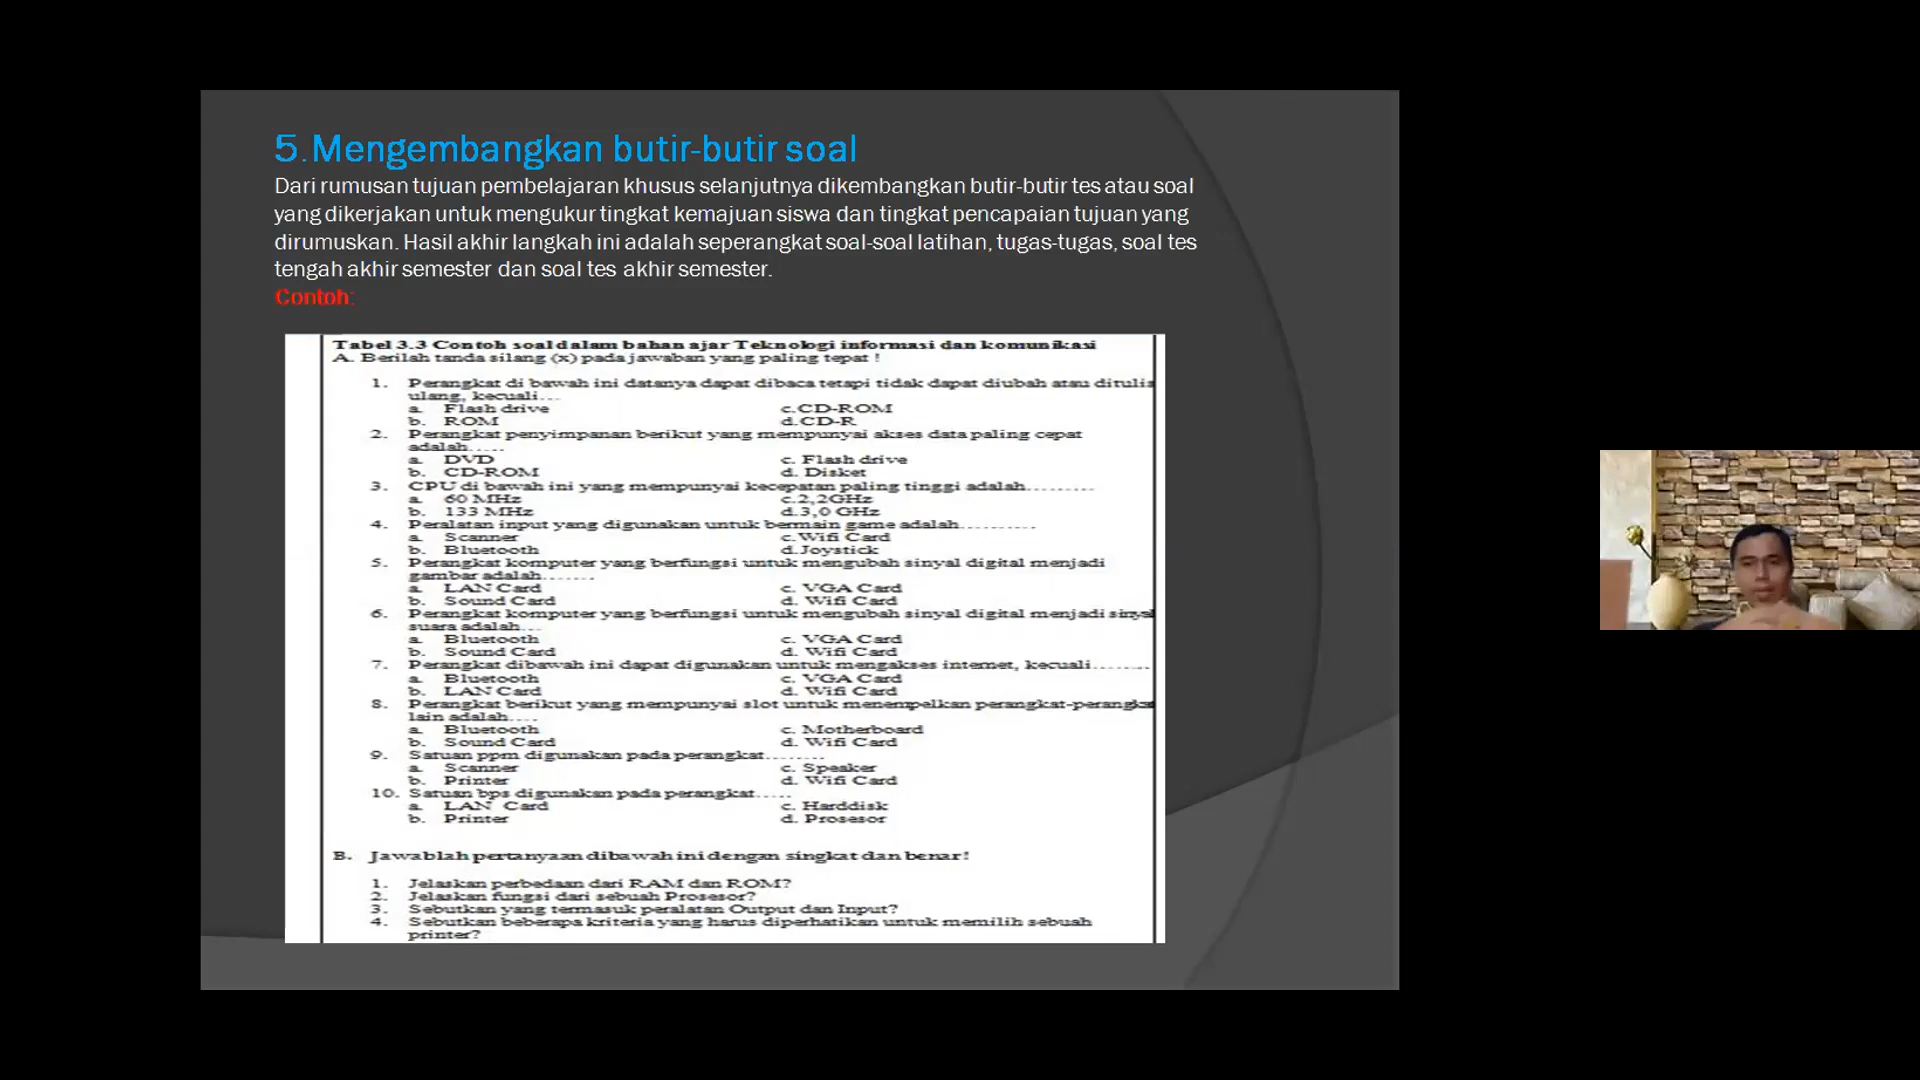 5. Mengembangkan butir-butir soal
Dari rumusan tujuan pembelajaran khusus selanjutnya dikembangkan butir-butir tes atau soal
yang dikerjakan untuk mengukur tingkat kemajuan siswa dan tingkat pencapaian tujuan yang
dirumuskan. Hasil akhir langkah ini adalah seperangkat soal-soal latihan, tugas-tugas, soal tes
tengah akhir semester dan soal tes akhir semester.
Contoh:
Tabel 3.3 Contoh soal dalam bahan ajar Teknologi informasi dan komunikasi
A. Berilah tanda silang (x) pada jawaban yang paling tepat !
1. Perangkat di bawah ini datanya dapat dibaca tetapi tidak dapat diubah atau ditulis
ulang, kecuali...
a. Flash drive c.CD-ROM
b. ROM d.CD-R
2. Perangkat penyimpanan berikut yang mempunyai akses data paling cepat
adalah.....
a. DVD c. Flash drive
b. CD-ROM d. Disket
3. CPU di bawah ini yang mempunyai kecepatan paling tinggi adalah.........
a. 60 MHz c.2,2GHz
b. 133 MHz d.3,0 GHz
4. Peralatan input yang digunakan untuk bermain game adalah..........
a. Scanner c.Wifi Card
b. Bluetooth d.Joystick
5. Perangkat komputer yang berfungsi untuk mengubah sinyal digital menjadi
gambar adalah.......
a. LAN Card c. VGA Card
b. Sound Card d. Wifi Card
6. Perangkat komputer yang berfungsi untuk mengubah sinyal digital menjadi sinyal
suara adalah...
a. Bluetooth c. VGA Card
b. Sound Card d. Wifi Card
7. Perangkat dibawah ini dapat digunakan untuk mengakses internet, kecuali........
a. Bluetooth c. VGA Card
b. LAN Card d. Wifi Card
8. Perangkat berikut yang mempunyai slot untuk menempelkan perangkat-perangka
lain adalah....
a. Bluetooth c. Motherboard
b. Sound Card d. Wifi Card
9. Satuan ppm digunakan pada perangkat........
a. Scanner c. Speaker
b. Printer d. Wifi Card
10. Satuan bps digunakan pada perangkat.....
a. LAN Card c. Harddisk
b. Printer d. Prosesor
B. Jawablah pertanyaan dibawah ini dengan singkat dan benar!
1. Jelaskan perbedaan dari RAM dan ROM?
2. Jelaskan fungsi dari sebuah Prosesor?
3. Sebutkan yang termasuk peralatan Output dan Input?
4. Sebutkan beberapa kriteria yang harus diperhatikan untuk memilih sebuah
printer?